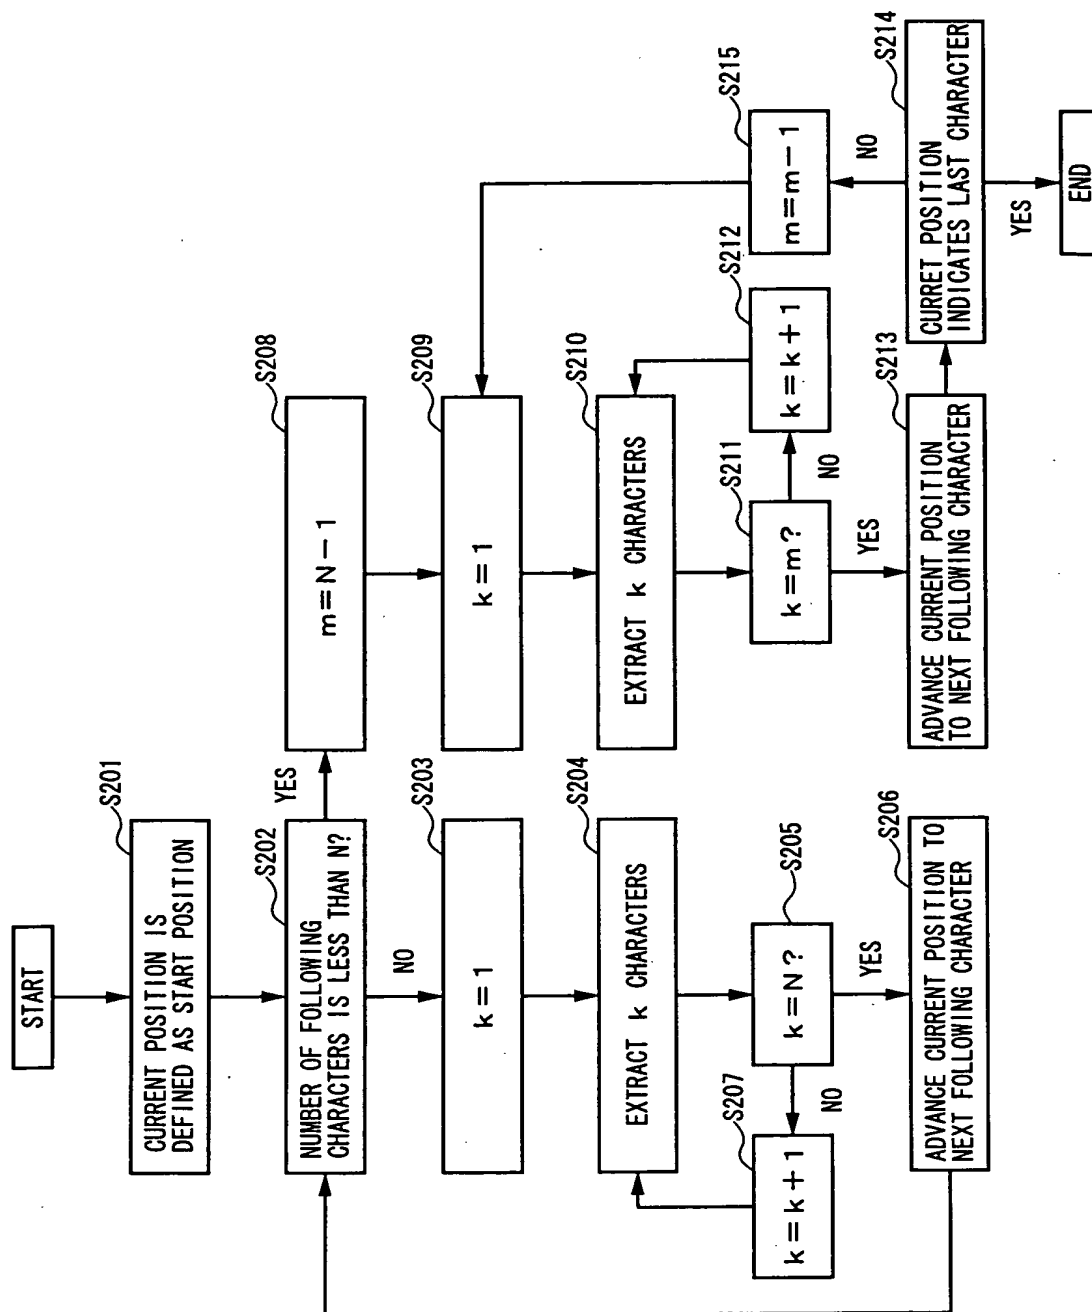 START
S201
CURRENT POSITION IS
DEFINED AS START POSITION
S202
NUMBER OF FOLLOWING
CHARACTERS IS LESS THAN N?
YES
NO
S203
k=1
S204
EXTRACT k CHARACTERS
S205
k=N?
NO
YES
S207
k=k+1
S206
ADVANCE CURRENT POSITION TO
NEXT FOLLOWING CHARACTER
S208
m=N-1
S209
k=1
S210
EXTRACT k CHARACTERS
S211
k=m?
NO
YES
S212
k=k+1
S213
ADVANCE CURRENT POSITION
TO NEXT FOLLOWING CHARACTER
S214
CURRET POSITION
INDICATES LAST CHARACTER
NO
YES
S215
m=m-1
END